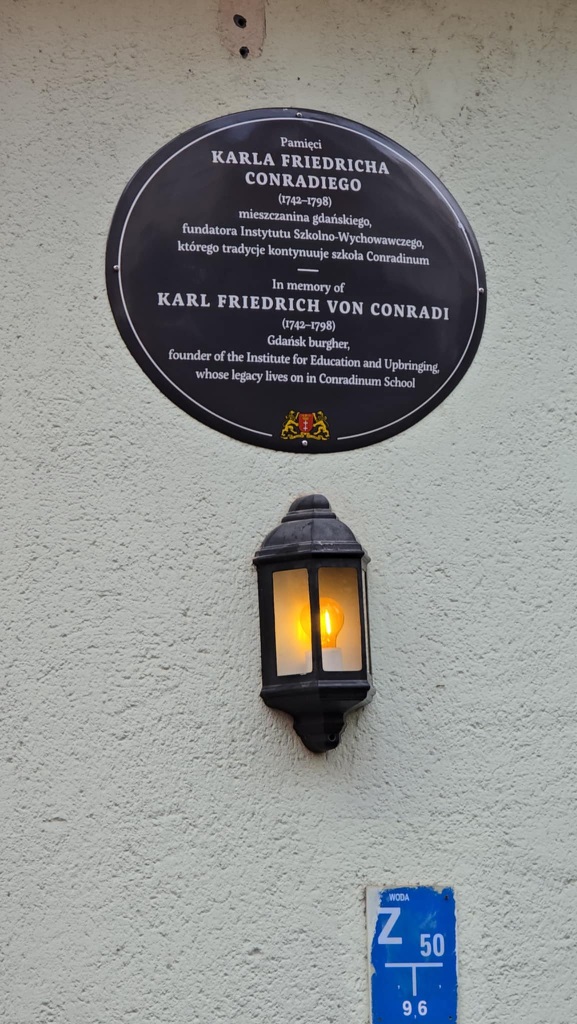 Pamięci
KARLA FRIEDRICHA
CONRADIEGO
(1742–1798)
mieszczanina gdańskiego,
fundatora Instytutu Szkolno-Wychowawczego,
którego tradycje kontynuuje szkoła Conradinum
In memory of
KARL FRIEDRICH VON CONRADI
(1742–1798)
Gdańsk burgher,
founder of the Institute for Education and Upbringing,
whose legacy lives on in Conradinum School
WODA
Z 50
9,6